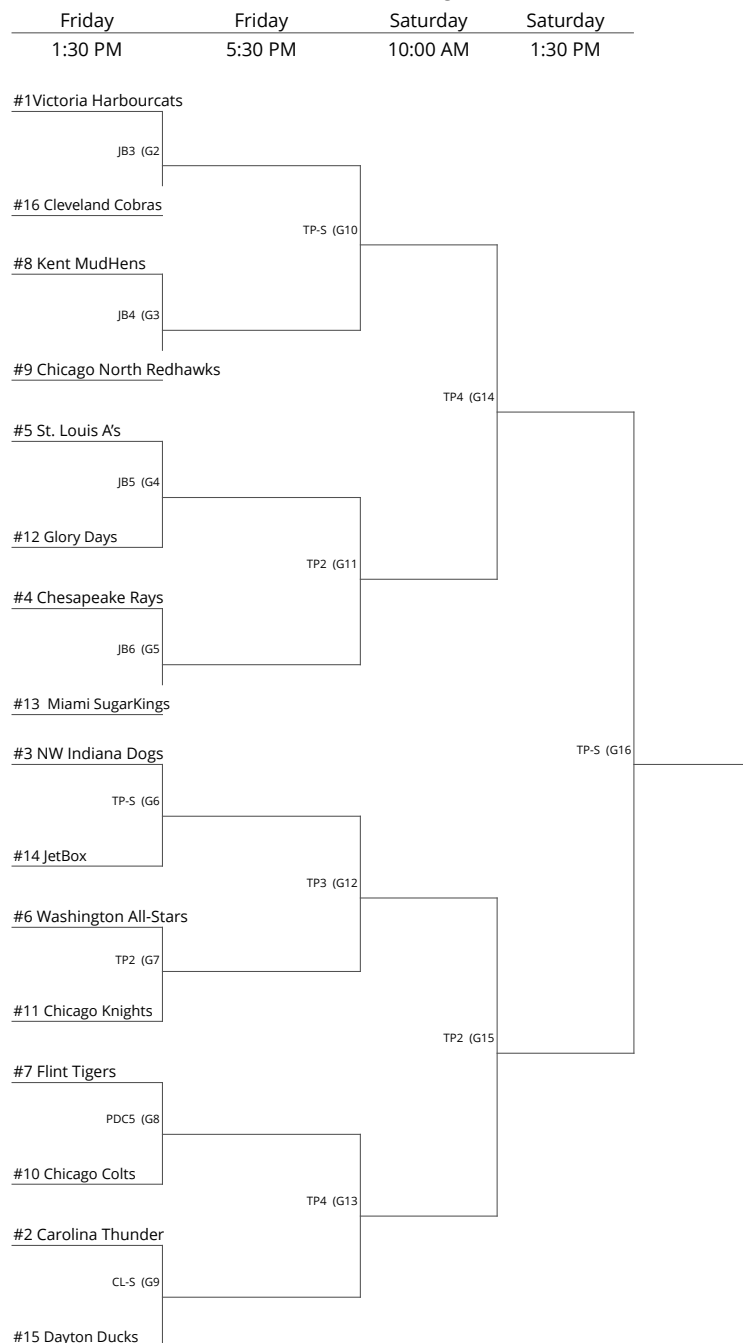 Friday Friday Saturday Saturday
1:30 PM 5:30 PM 10:00 AM 1:30 PM
#1Victoria Harbourcats
JB3 (G2
#16 Cleveland Cobras
TP-S (G10
#8 Kent MudHens
JB4 (G3
#9 Chicago North Redhawks
TP4 (G14
#5 St. Louis A’s
JB5 (G4
#12 Glory Days
TP2 (G11
#4 Chesapeake Rays
JB6 (G5
#13 Miami SugarKings
TP-S (G16
#3 NW Indiana Dogs
TP-S (G6
#14 JetBox
TP3 (G12
#6 Washington All-Stars
TP2 (G7
#11 Chicago Knights
TP2 (G15
#7 Flint Tigers
PDC5 (G8
#10 Chicago Colts
TP4 (G13
#2 Carolina Thunder
CL-S (G9
#15 Dayton Ducks